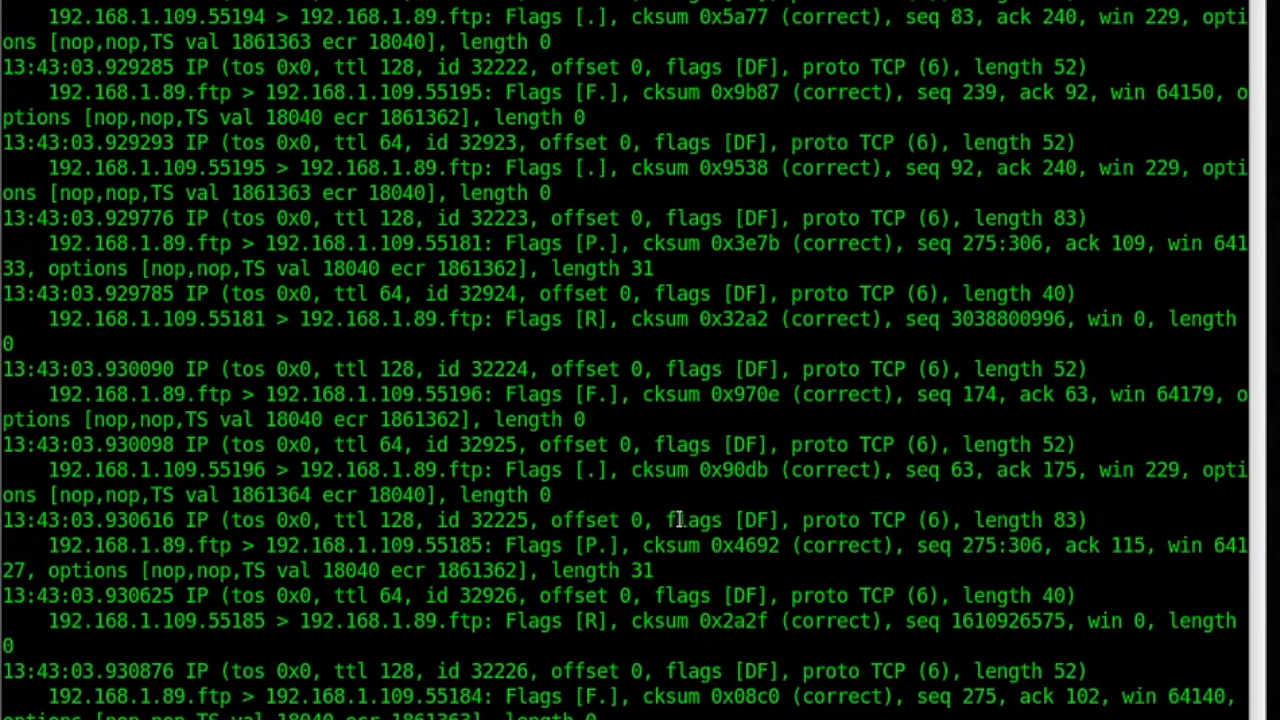 192.168.1.109.55194 > 192.168.1.89.ftp: Flags [.], cksum 0x5a77 (correct), seq 83, ack 240, win 229, opti
ons [nop,nop,TS val 1861363 ecr 18040], length 0
13:43:03.929285 IP (tos 0x0, ttl 128, id 32222, offset 0, flags [DF], proto TCP (6), length 52)
192.168.1.89.ftp > 192.168.1.109.55195: Flags [F.], cksum 0x9b87 (correct), seq 239, ack 92, win 64150, o
ptions [nop,nop,TS val 18040 ecr 1861362], length 0
13:43:03.929293 IP (tos 0x0, ttl 64, id 32923, offset 0, flags [DF], proto TCP (6), length 52)
192.168.1.109.55195 > 192.168.1.89.ftp: Flags [.], cksum 0x9538 (correct), seq 92, ack 240, win 229, opti
ons [nop,nop,TS val 1861363 ecr 18040], length 0
13:43:03.929776 IP (tos 0x0, ttl 128, id 32223, offset 0, flags [DF], proto TCP (6), length 83)
192.168.1.89.ftp > 192.168.1.109.55181: Flags [P.], cksum 0x3e7b (correct), seq 275:306, ack 109, win 641
33, options [nop,nop,TS val 18040 ecr 1861362], length 31
13:43:03.929785 IP (tos 0x0, ttl 64, id 32924, offset 0, flags [DF], proto TCP (6), length 40)
192.168.1.109.55181 > 192.168.1.89.ftp: Flags [R], cksum 0x32a2 (correct), seq 3038800996, win 0, length
0
13:43:03.930090 IP (tos 0x0, ttl 128, id 32224, offset 0, flags [DF], proto TCP (6), length 52)
192.168.1.89.ftp > 192.168.1.109.55196: Flags [F.], cksum 0x970e (correct), seq 174, ack 63, win 64179, o
ptions [nop,nop,TS val 18040 ecr 1861362], length 0
13:43:03.930098 IP (tos 0x0, ttl 64, id 32925, offset 0, flags [DF], proto TCP (6), length 52)
192.168.1.109.55196 > 192.168.1.89.ftp: Flags [.], cksum 0x90db (correct), seq 63, ack 175, win 229, opti
ons [nop,nop,TS val 1861364 ecr 18040], length 0
13:43:03.930616 IP (tos 0x0, ttl 128, id 32225, offset 0, flags [DF], proto TCP (6), length 83)
192.168.1.89.ftp > 192.168.1.109.55185: Flags [P.], cksum 0x4692 (correct), seq 275:306, ack 115, win 641
27, options [nop,nop,TS val 18040 ecr 1861362], length 31
13:43:03.930625 IP (tos 0x0, ttl 64, id 32926, offset 0, flags [DF], proto TCP (6), length 40)
192.168.1.109.55185 > 192.168.1.89.ftp: Flags [R], cksum 0x2a2f (correct), seq 1610926575, win 0, length
0
13:43:03.930876 IP (tos 0x0, ttl 128, id 32226, offset 0, flags [DF], proto TCP (6), length 52)
192.168.1.89.ftp > 192.168.1.109.55184: Flags [F.], cksum 0x08c0 (correct), seq 275, ack 102, win 64140,
options [nop,nop,TS val 18040 ecr 1861363], length 0